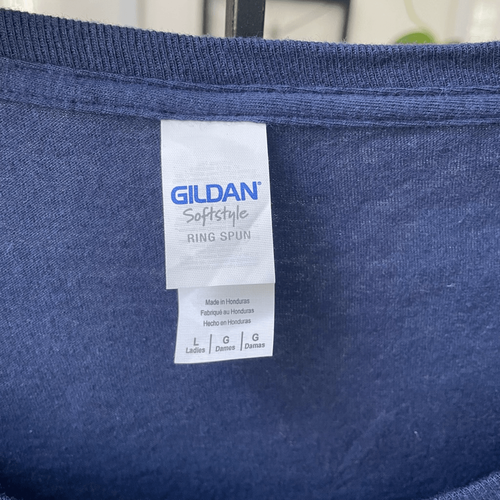 GILDAN®
Softstyle
RING SPUN
Made in Honduras
Fabriqué au Honduras
Hecho en Honduras
L | G | G
Ladies | Dames | Damas